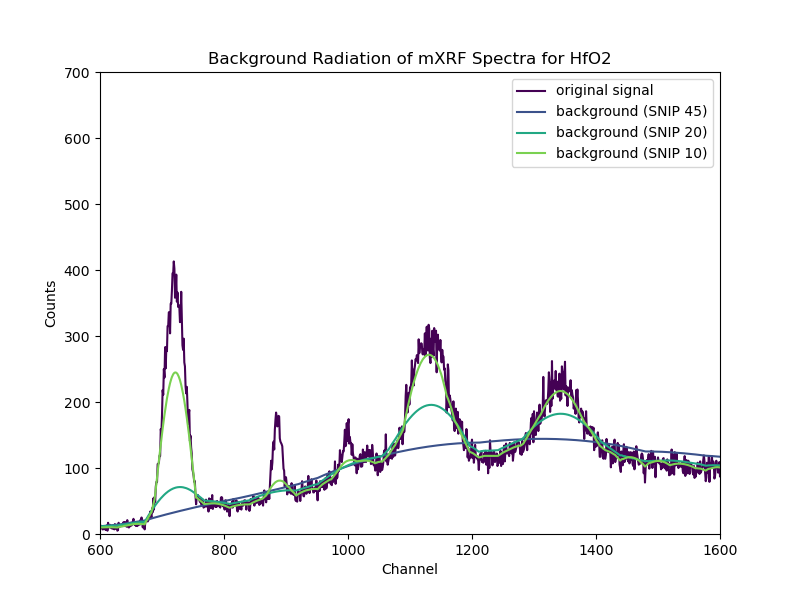 Background Radiation of mXRF Spectra for HfO2
700
600
500
400
300
200
100
0
Counts
original signal
background (SNIP 45)
background (SNIP 20)
background (SNIP 10)
600 800 1000 1200 1400 1600
Channel